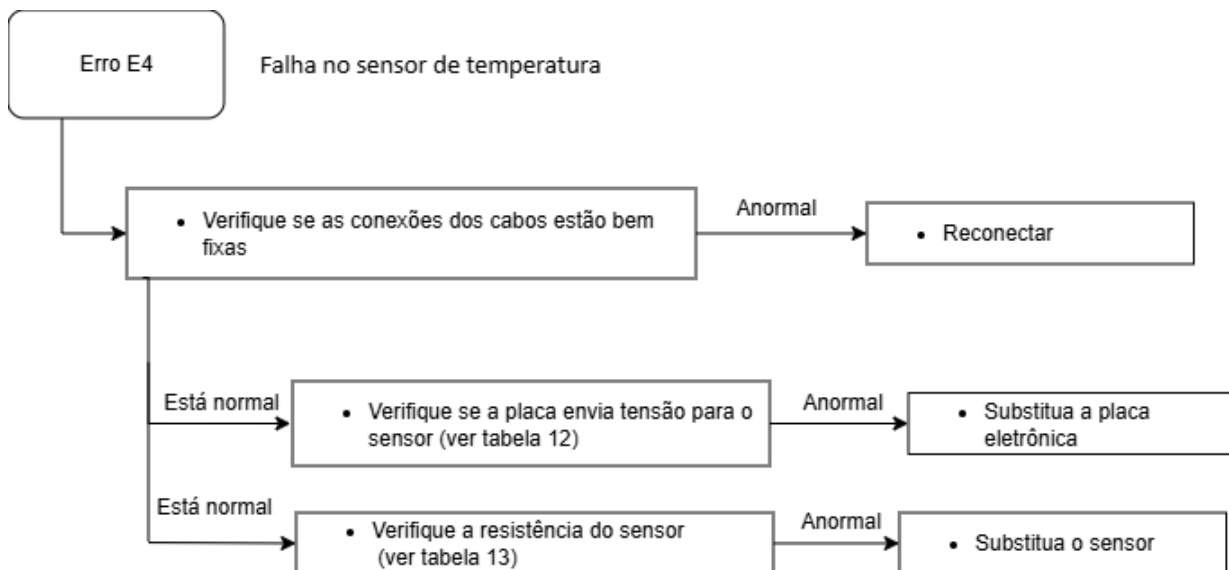 Erro E4
Falha no sensor de temperatura
• Verifique se as conexões dos cabos estão bem
fixas
Anormal
• Reconectar
Está normal
• Verifique se a placa envia tensão para o
sensor (ver tabela 12)
Anormal
• Substitua a placa
eletrônica
Está normal
• Verifique a resistência do sensor
(ver tabela 13)
Anormal
• Substitua o sensor